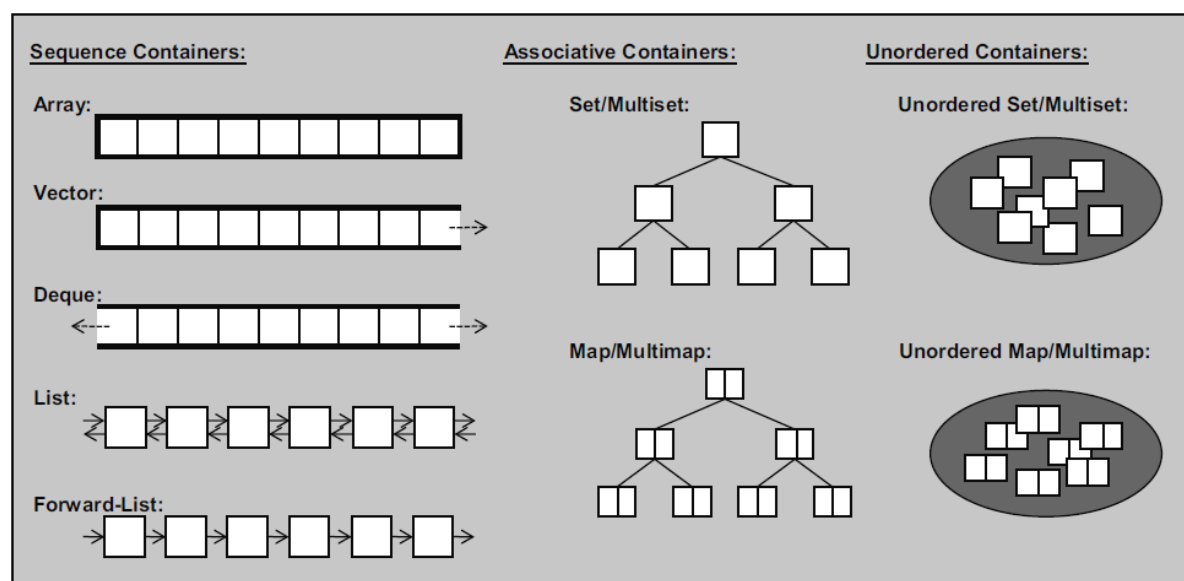 Sequence Containers:
Array:
Vector:
Deque:
List:
Forward-List:
Associative Containers:
Set/Multiset:
Map/Multimap:
Unordered Containers:
Unordered Set/Multiset:
Unordered Map/Multimap: